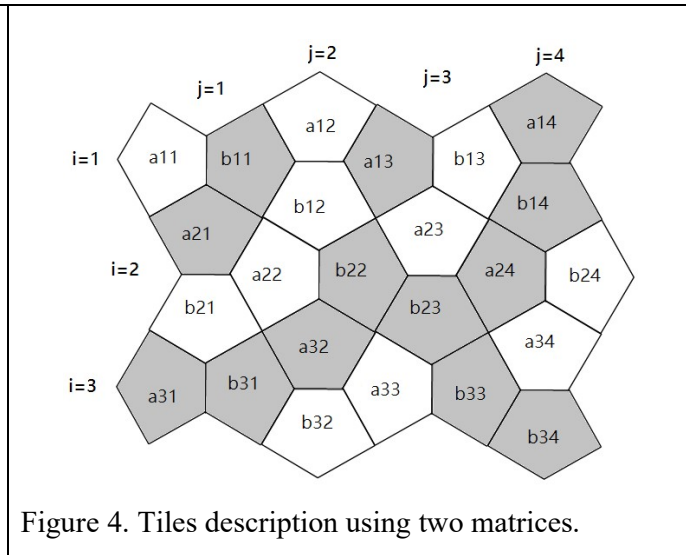 j=2
j=4
j=1
j=3
a14
a12
i=1
a11
b11
a13
b13
b12
b14
a21
a23
i=2
a22
b22
a24
b24
b21
b23
a32
a34
i=3
a31
b31
a33
b33
b32
b34
Figure 4. Tiles description using two matrices.